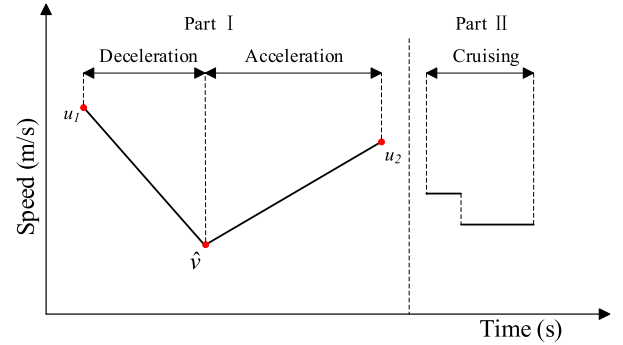 Part Ⅰ
Part Ⅱ
Deceleration
Acceleration
Cruising
u1
u2
v̂
Speed (m/s)
Time (s)